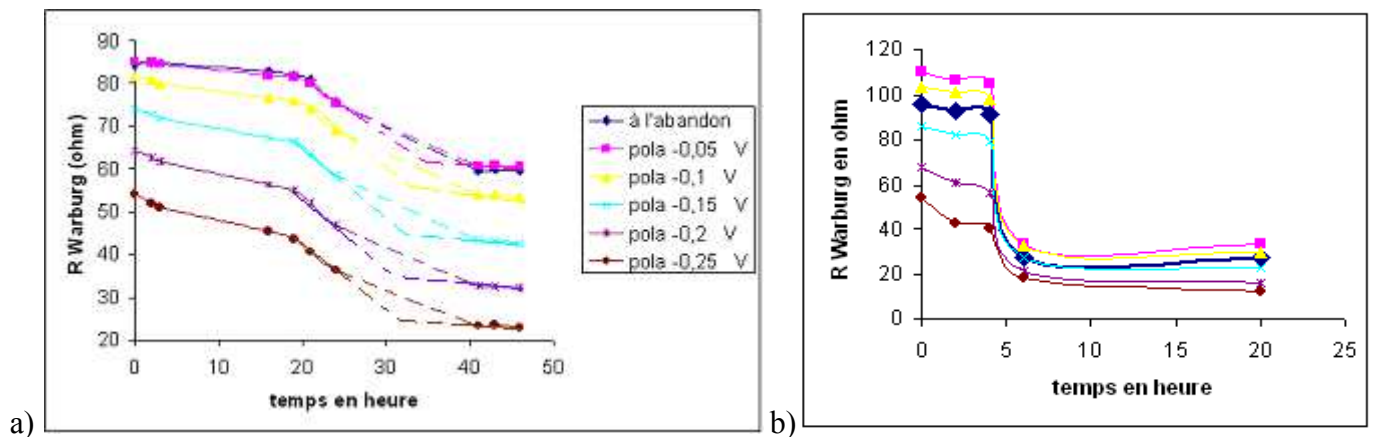 90
80
70
60
50
40
30
20
R Warburg (ohm)
0 10 20 30 40 50
temps en heure
à l'abandon
pola -0,05 V
pola -0,1 V
pola -0,15 V
pola -0,2 V
pola -0,25 V
a)
120
100
80
60
40
20
0
R Warburg en ohm
0 5 10 15 20 25
temps en heure
b)